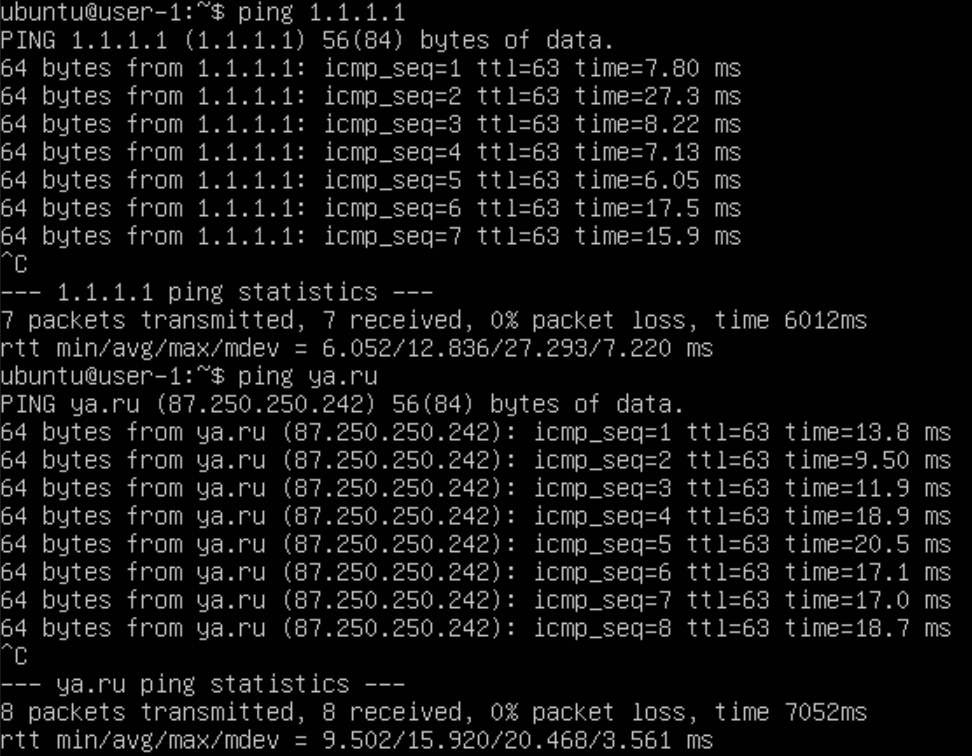 ubuntu@user-1:~$ ping 1.1.1.1
PING 1.1.1.1 (1.1.1.1) 56(84) bytes of data.
64 bytes from 1.1.1.1: icmp_seq=1 ttl=63 time=7.80 ms
64 bytes from 1.1.1.1: icmp_seq=2 ttl=63 time=27.3 ms
64 bytes from 1.1.1.1: icmp_seq=3 ttl=63 time=8.22 ms
64 bytes from 1.1.1.1: icmp_seq=4 ttl=63 time=7.13 ms
64 bytes from 1.1.1.1: icmp_seq=5 ttl=63 time=6.05 ms
64 bytes from 1.1.1.1: icmp_seq=6 ttl=63 time=17.5 ms
64 bytes from 1.1.1.1: icmp_seq=7 ttl=63 time=15.9 ms
^C
--- 1.1.1.1 ping statistics ---
7 packets transmitted, 7 received, 0% packet loss, time 6012ms
rtt min/avg/max/mdev = 6.052/12.836/27.293/7.220 ms
ubuntu@user-1:~$ ping ya.ru
PING ya.ru (87.250.250.242) 56(84) bytes of data.
64 bytes from ya.ru (87.250.250.242): icmp_seq=1 ttl=63 time=13.8 ms
64 bytes from ya.ru (87.250.250.242): icmp_seq=2 ttl=63 time=9.50 ms
64 bytes from ya.ru (87.250.250.242): icmp_seq=3 ttl=63 time=11.9 ms
64 bytes from ya.ru (87.250.250.242): icmp_seq=4 ttl=63 time=18.9 ms
64 bytes from ya.ru (87.250.250.242): icmp_seq=5 ttl=63 time=20.5 ms
64 bytes from ya.ru (87.250.250.242): icmp_seq=6 ttl=63 time=17.1 ms
64 bytes from ya.ru (87.250.250.242): icmp_seq=7 ttl=63 time=17.0 ms
64 bytes from ya.ru (87.250.250.242): icmp_seq=8 ttl=63 time=18.7 ms
^C
--- ya.ru ping statistics ---
8 packets transmitted, 8 received, 0% packet loss, time 7052ms
rtt min/avg/max/mdev = 9.502/15.920/20.468/3.561 ms